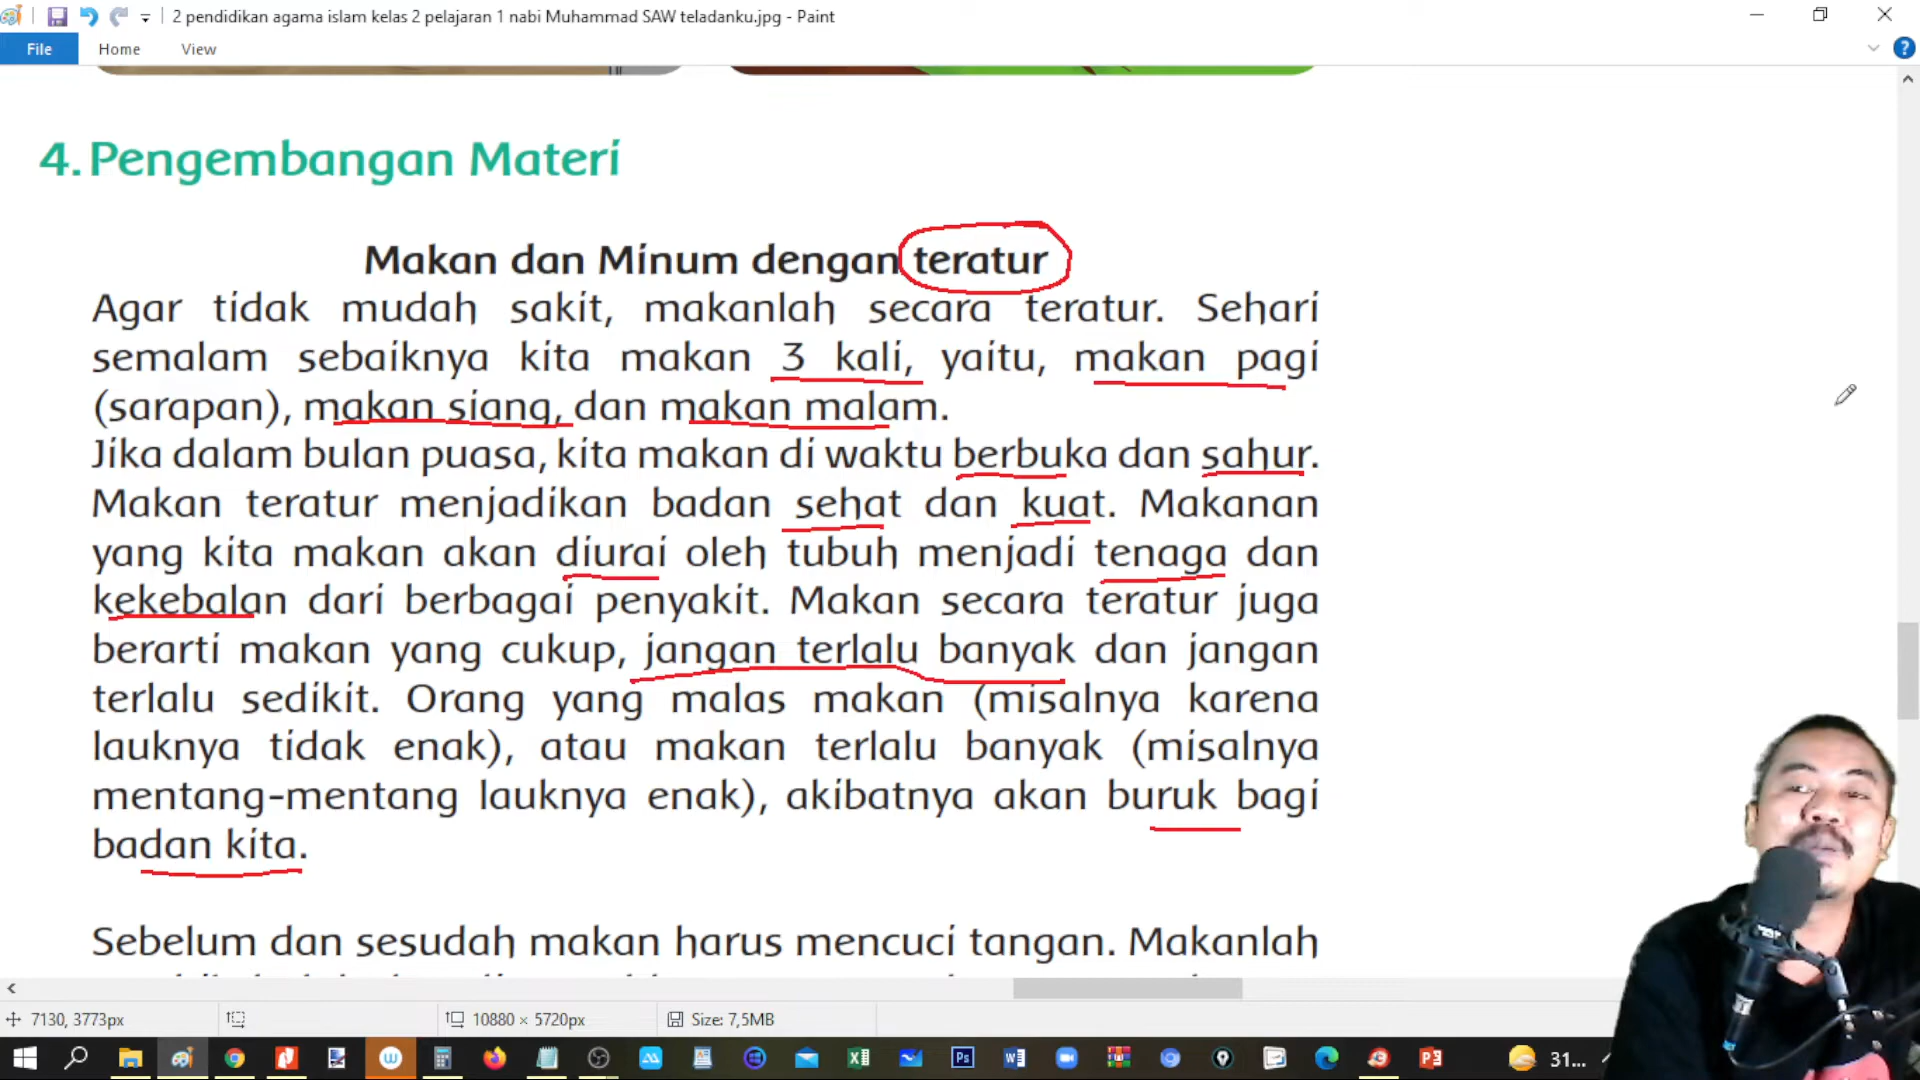 2 pendidikan agama islam kelas 2 pelajaran 1 nabi Muhammad SAW teladanku.jpg - Paint
File Home View
4. Pengembangan Materi
Makan dan Minum dengan teratur
Agar tidak mudah sakit, makanlah secara teratur. Sehari
semalam sebaiknya kita makan 3 kali, yaitu, makan pagi
(sarapan), makan siang, dan makan malam.
Jika dalam bulan puasa, kita makan di waktu berbuka dan sahur.
Makan teratur menjadikan badan sehat dan kuat. Makanan
yang kita makan akan diurai oleh tubuh menjadi tenaga dan
kekebalan dari berbagai penyakit. Makan secara teratur juga
berarti makan yang cukup, jangan terlalu banyak dan jangan
terlalu sedikit. Orang yang malas makan (misalnya karena
lauknya tidak enak), atau makan terlalu banyak (misalnya
mentang-mentang lauknya enak), akibatnya akan buruk bagi
badan kita.
Sebelum dan sesudah makan harus mencuci tangan. Makanlah
7130, 3773px 10880 × 5720px Size: 7,5MB
31...